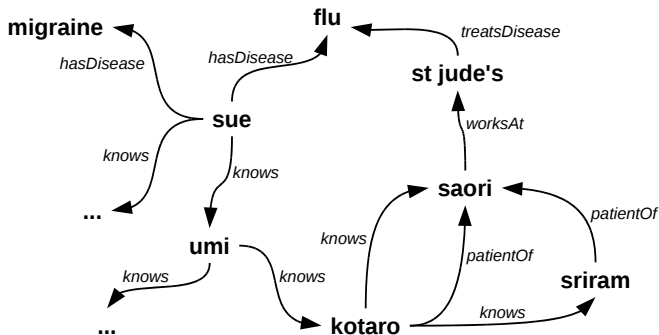 flu
migraine
treatsDisease
hasDisease
hasDisease
st jude's
sue
worksAt
knows
knows
saori
...
patientOf
umi
knows
patientOf
knows
knows
sriram
knows
...
kotaro